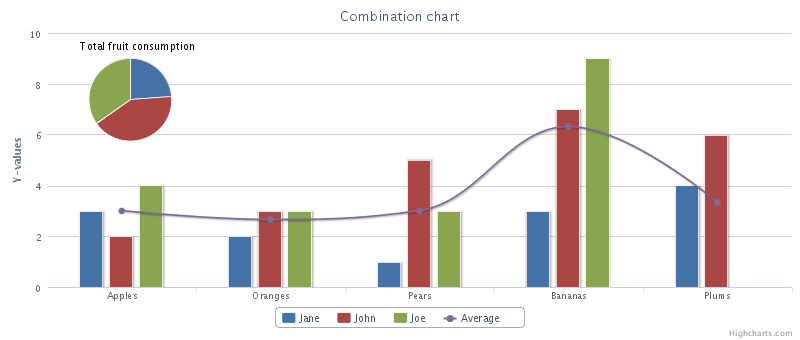 Combination chart
Total fruit consumption
Y-values
10
8
6
4
2
0
Apples Oranges Pears Bananas Plums
Jane John Joe Average
Highcharts.com